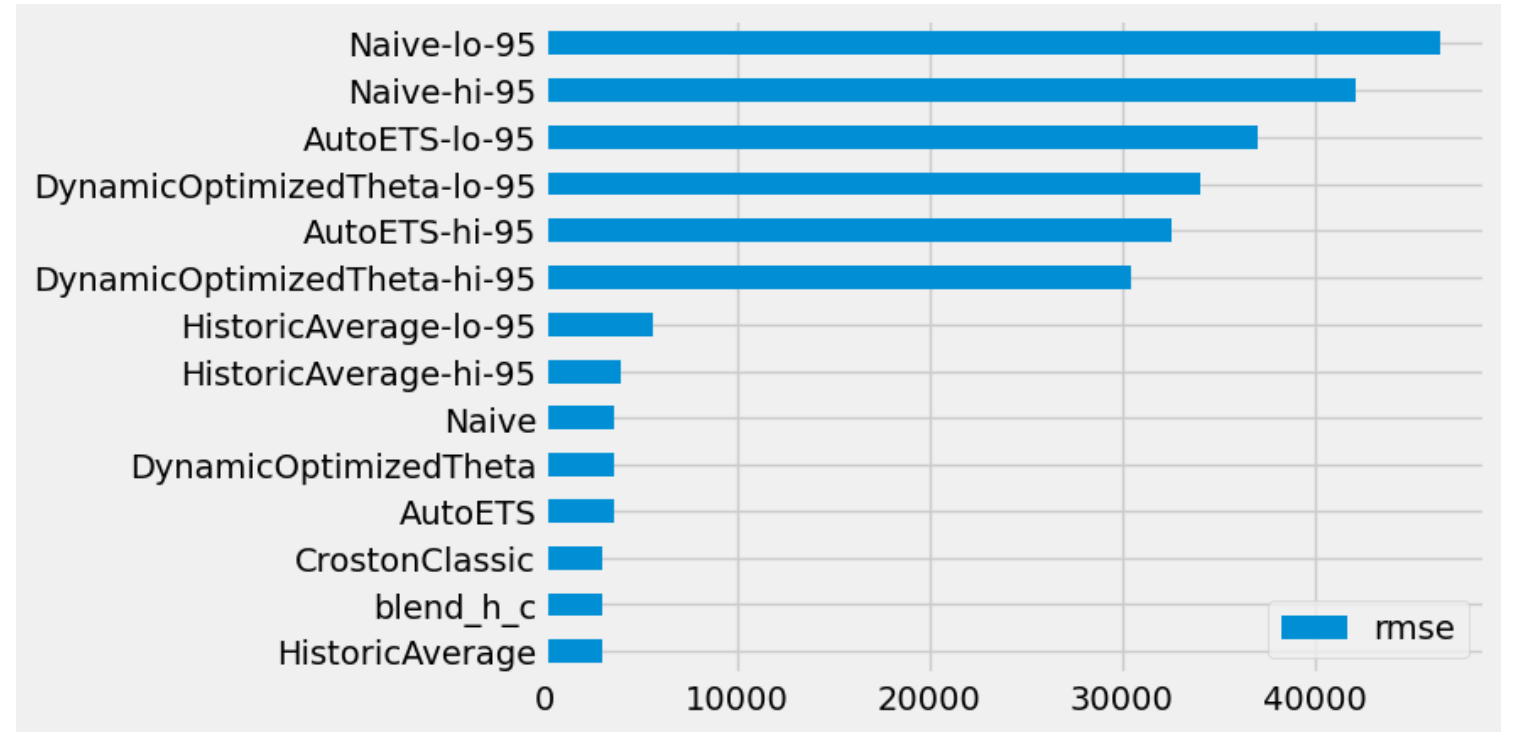 Naive-lo-95
Naive-hi-95
AutoETS-lo-95
DynamicOptimizedTheta-lo-95
AutoETS-hi-95
DynamicOptimizedTheta-hi-95
HistoricAverage-lo-95
HistoricAverage-hi-95
Naive
DynamicOptimizedTheta
AutoETS
CrostonClassic
blend_h_c
rmse
HistoricAverage
0 10000 20000 30000 40000